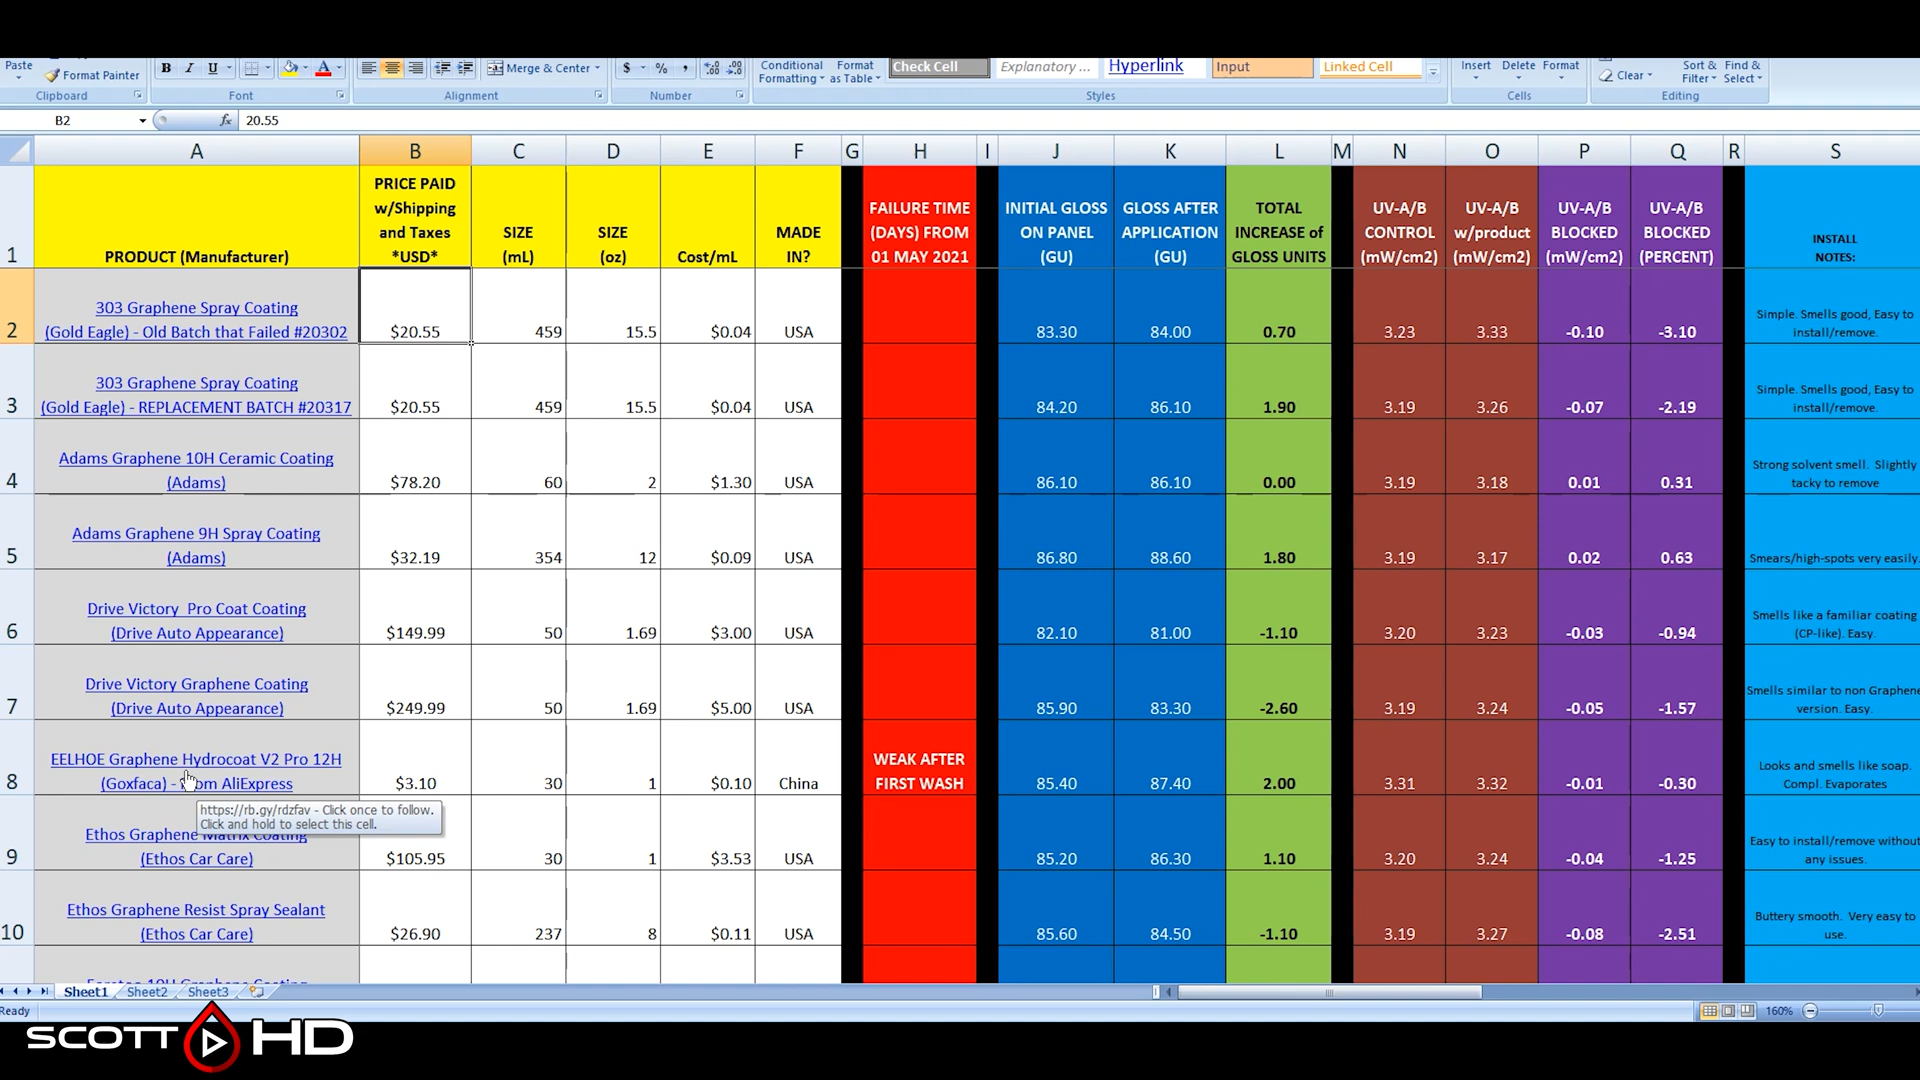 Paste
Format Painter
B I U
A
Merge & Center
$ % ,
Conditional Formatting
Format as Table
Check Cell
Explanatory ...
Hyperlink
Input
Linked Cell
Insert
Delete
Format
Clear
Sort & Filter
Find & Select
Clipboard
Font
Alignment
Number
Styles
Cells
Editing
B2 fx 20.55
A B C D E F G H I J K L M N O P Q R S
1
PRODUCT (Manufacturer)
PRICE PAID
w/Shipping
and Taxes
*USD*
SIZE
(mL)
SIZE
(oz)
Cost/mL
MADE
IN?
FAILURE TIME
(DAYS) FROM
01 MAY 2021
INITIAL GLOSS
ON PANEL
(GU)
GLOSS AFTER
APPLICATION
(GU)
TOTAL
INCREASE of
GLOSS UNITS
UV-A/B
CONTROL
(mW/cm2)
UV-A/B
w/product
(mW/cm2)
UV-A/B
BLOCKED
(mW/cm2)
UV-A/B
BLOCKED
(PERCENT)
INSTALL
NOTES:
303 Graphene Spray Coating
2 (Gold Eagle) - Old Batch that Failed #20302 $20.55 459 15.5 $0.04 USA 83.30 84.00 0.70 3.23 3.33 -0.10 -3.10
Simple. Smells good, Easy to
install/remove.
303 Graphene Spray Coating
3 (Gold Eagle) - REPLACEMENT BATCH #20317 $20.55 459 15.5 $0.04 USA 84.20 86.10 1.90 3.19 3.26 -0.07 -2.19
Simple. Smells good, Easy to
install/remove.
Adams Graphene 10H Ceramic Coating
4 (Adams) $78.20 60 2 $1.30 USA 86.10 86.10 0.00 3.19 3.18 0.01 0.31
Strong solvent smell. Slightly
tacky to remove
Adams Graphene 9H Spray Coating
5 (Adams) $32.19 354 12 $0.09 USA 86.80 88.60 1.80 3.19 3.17 0.02 0.63
Smears/high-spots very easily.
Drive Victory Pro Coat Coating
6 (Drive Auto Appearance) $149.99 50 1.69 $3.00 USA 82.10 81.00 -1.10 3.20 3.23 -0.03 -0.94
Smells like a familiar coating
(CP-like). Easy.
Drive Victory Graphene Coating
7 (Drive Auto Appearance) $249.99 50 1.69 $5.00 USA 85.90 83.30 -2.60 3.19 3.24 -0.05 -1.57
Smells similar to non Graphene
version. Easy.
EELHOE Graphene Hydrocoat V2 Pro 12H
8 (Goxfaca) - from AliExpress $3.10 30 1 $0.10 China
WEAK AFTER
FIRST WASH
85.40 87.40 2.00 3.31 3.32 -0.01 -0.30
Looks and smells like soap.
Compl. Evaporates
https://rb.gy/rdzfav - Click once to follow.
Click and hold to select this cell.
Ethos Graphene Matrix Coating
9 (Ethos Car Care) $105.95 30 1 $3.53 USA 85.20 86.30 1.10 3.20 3.24 -0.04 -1.25
Easy to install/remove without
any issues.
Ethos Graphene Resist Spray Sealant
10 (Ethos Car Care) $26.90 237 8 $0.11 USA 85.60 84.50 -1.10 3.19 3.27 -0.08 -2.51
Buttery smooth. Very easy to
use.
Sheet1 Sheet2 Sheet3
Ready 160%
SCOTT HD